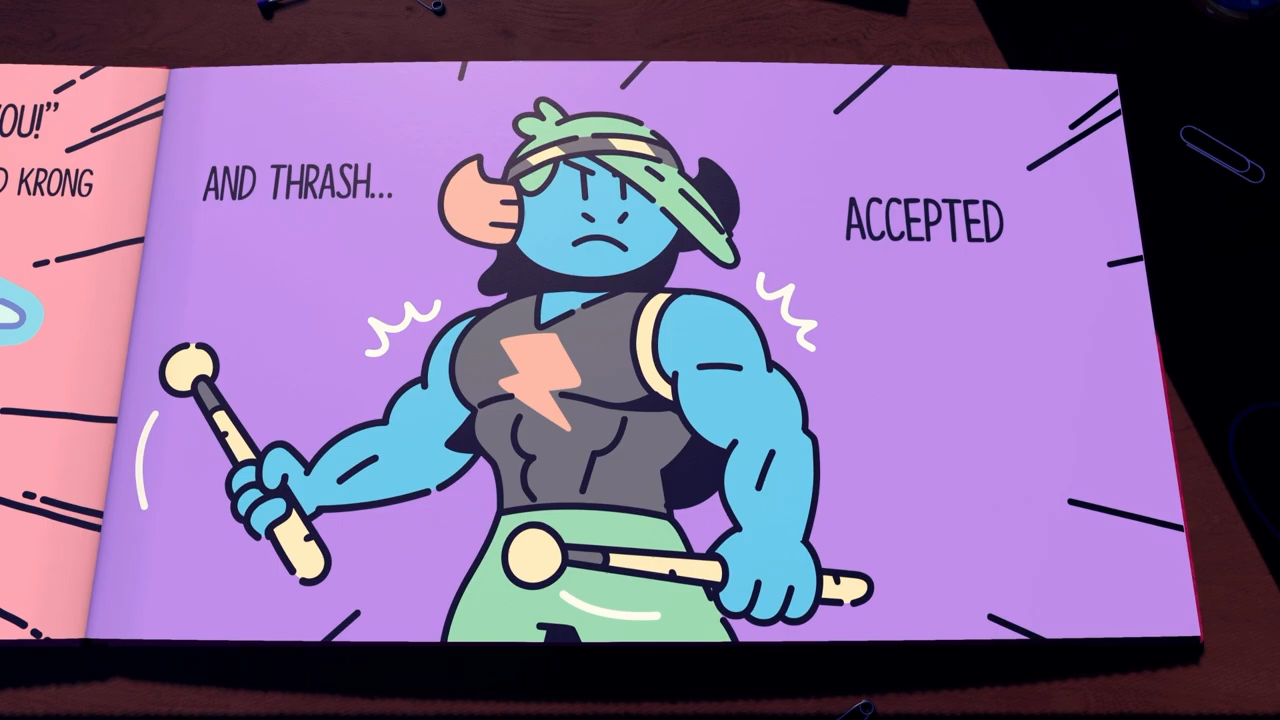 OU!”
KRONG
AND THRASH...
ACCEPTED